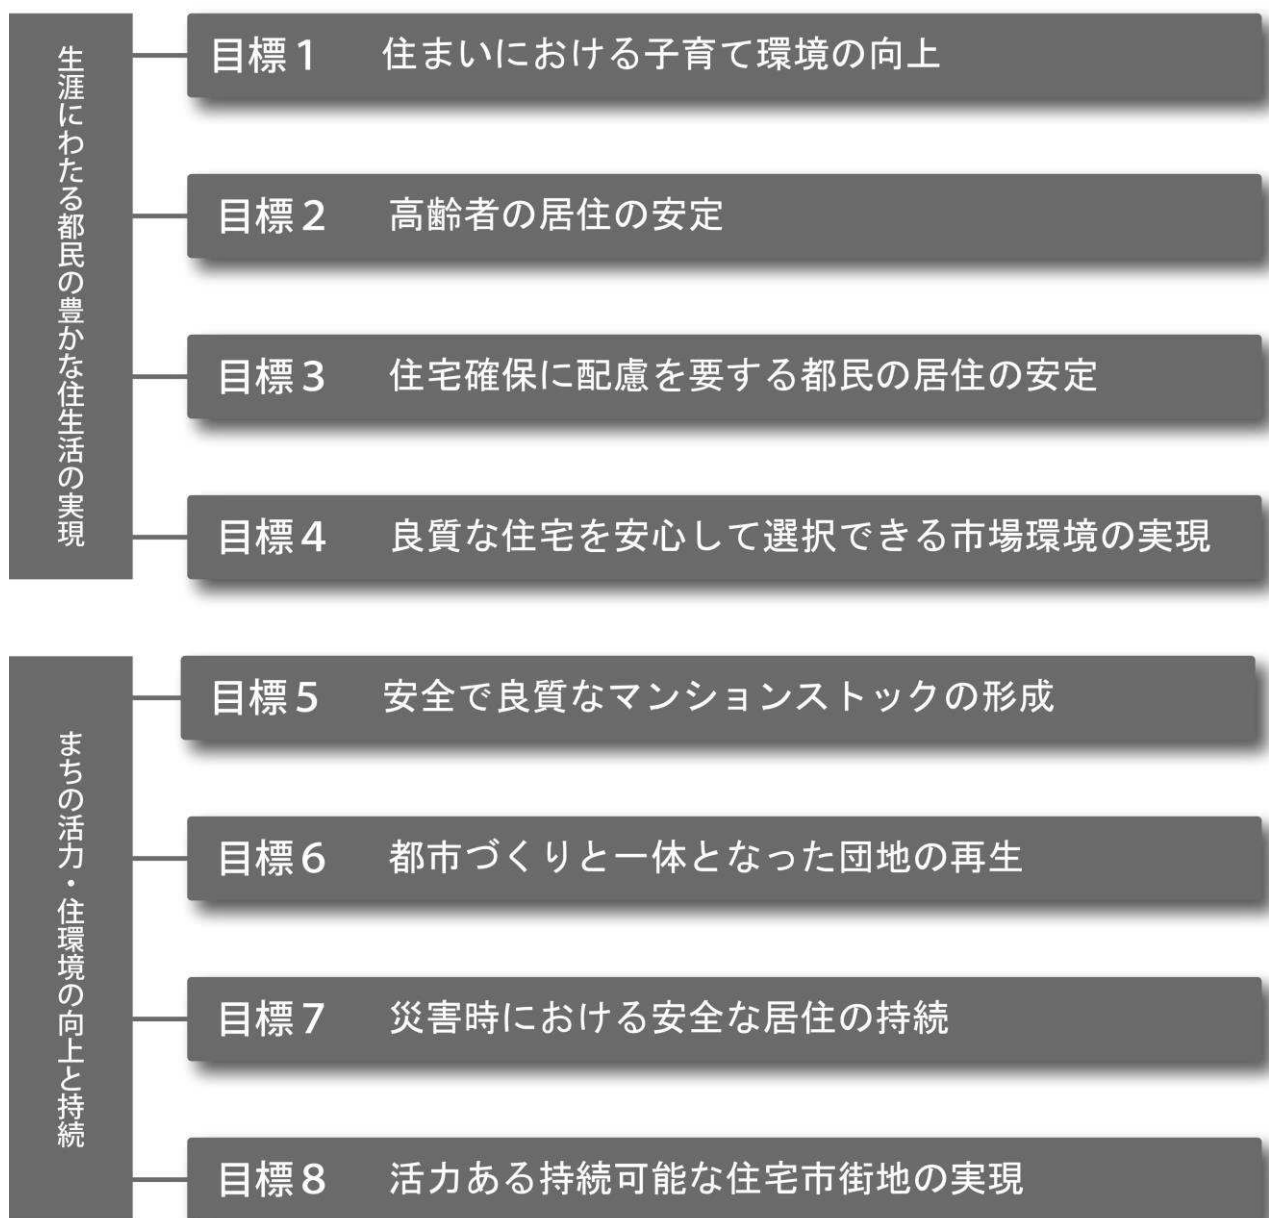 生涯にわたる都民の豊かな住生活の実現
目標1 住まいにおける子育て環境の向上
目標2 高齢者の居住の安定
目標3 住宅確保に配慮を要する都民の居住の安定
目標4 良質な住宅を安心して選択できる市場環境の実現
まちの活力・住環境の向上と持続
目標5 安全で良質なマンションストックの形成
目標6 都市づくりと一体となった団地の再生
目標7 災害時における安全な居住の持続
目標8 活力ある持続可能な住宅市街地の実現